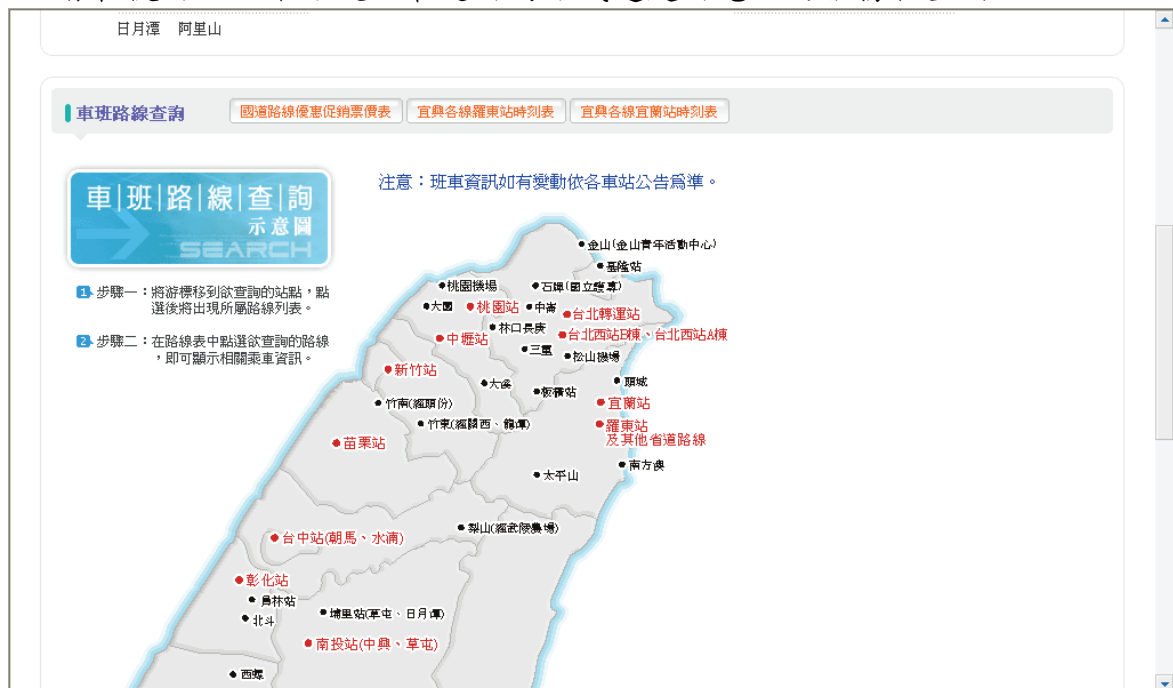 日月潭 阿里山
車班路線查詢
國道路線優惠促銷票價表
宜興各線羅東站時刻表
宜興各線宜蘭站時刻表
車|班|路|線|查|詢
示意圖
SEARCH
注意：班車資訊如有變動依各車站公告為準。
1 步驟一：將游標移到欲查詢的站點，點
選後將出現所屬路線列表。
2 步驟二：在路線表中點選欲查詢的路線
，即可顯示相關乘車資訊。
金山(金山青年活動中心)
基隆站
桃園機場
石牌(國立護專)
大園
桃園站
中崙
台北轉運站
林口長庚
台北西站B棟、台北西站A棟
中壢站
三重
松山機場
新竹站
大溪
板橋站
頭城
竹南(經頭份)
宜蘭站
竹東(經關西、龍潭)
羅東站
及其他省道路線
苗栗站
南方澳
太平山
梨山(經武陵農場)
台中站(朝馬、水湳)
彰化站
員林站
北斗
埔里站(草屯、日月潭)
南投站(中興、草屯)
西螺